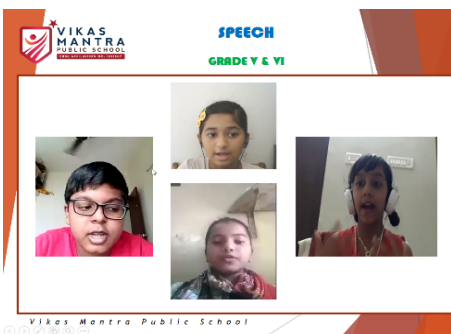 VIKAS
MANTRA
PUBLIC SCHOOL
SPEECH
GRADE V & VI
Vikas Mantra Public School